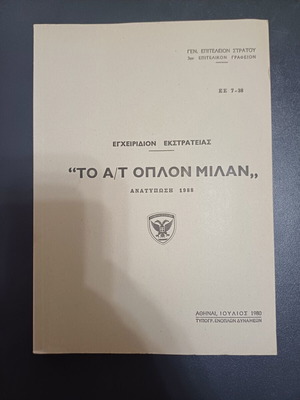 ΓΕΝ. ΕΠΙΤΕΛΕΙΟΝ ΣΤΡΑΤΟΥ
3ον ΕΠΙΤΕΛΙΚΟΝ ΓΡΑΦΕΙΟΝ
ΕΕ 7-38
ΕΓΧΕΙΡΙΔΙΟΝ ΕΚΣΤΡΑΤΕΙΑΣ
“ΤΟ Α/Τ ΟΠΛΟΝ ΜΙΛΑΝ„
ΑΝΑΤΥΠΩΣΗ 1986
ΑΘΗΝΑΙ, ΙΟΥΛΙΟΣ 1980
ΤΥΠΟΓΡ. ΕΝΟΠΛΩΝ ΔΥΝΑΜΕΩΝ